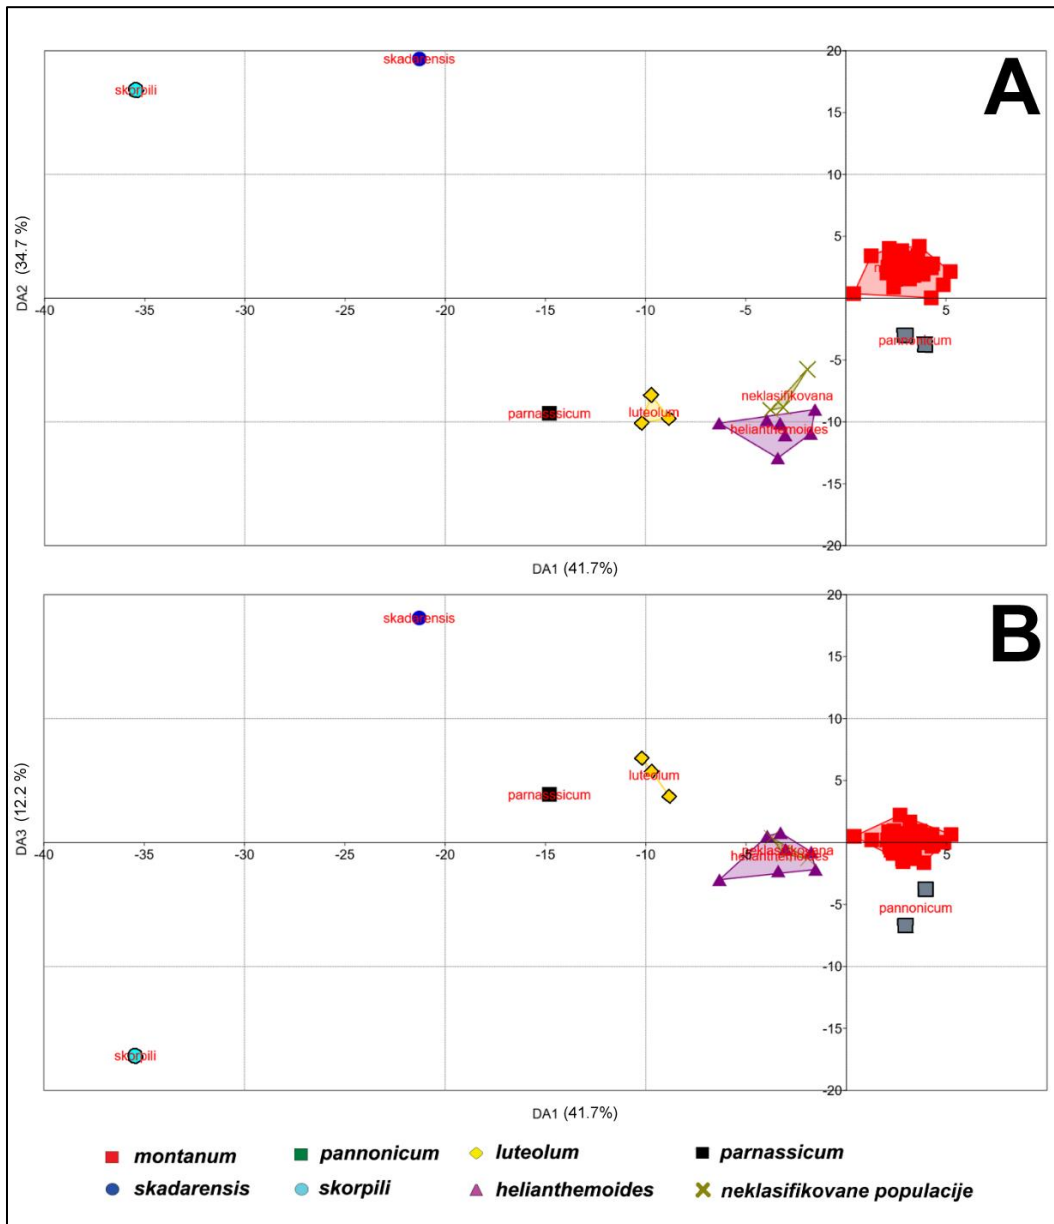 A
20
skadarensis
skorpili
15
10
5
DA2 (34.7 %)
-40
-35
-30
-25
-20
-15
-10
-5
5
pannonicum
-5
neklasifikovana
parnasssicum
luteolum
-10
helianthemoides
-15
-20
DA1 (41.7%)
B
20
skadarensis
15
10
5
luteolum
parnasssicum
DA3 (12.2 %)
-40
-35
-30
-25
-20
-15
-10
-5
5
neklasifikovana
helianthemoides
-5
pannonicum
-10
-15
skorpili
-20
DA1 (41.7%)
montanum
pannonicum
luteolum
parnassicum
skadarensis
skorpili
helianthemoides
neklasifikovane populacije